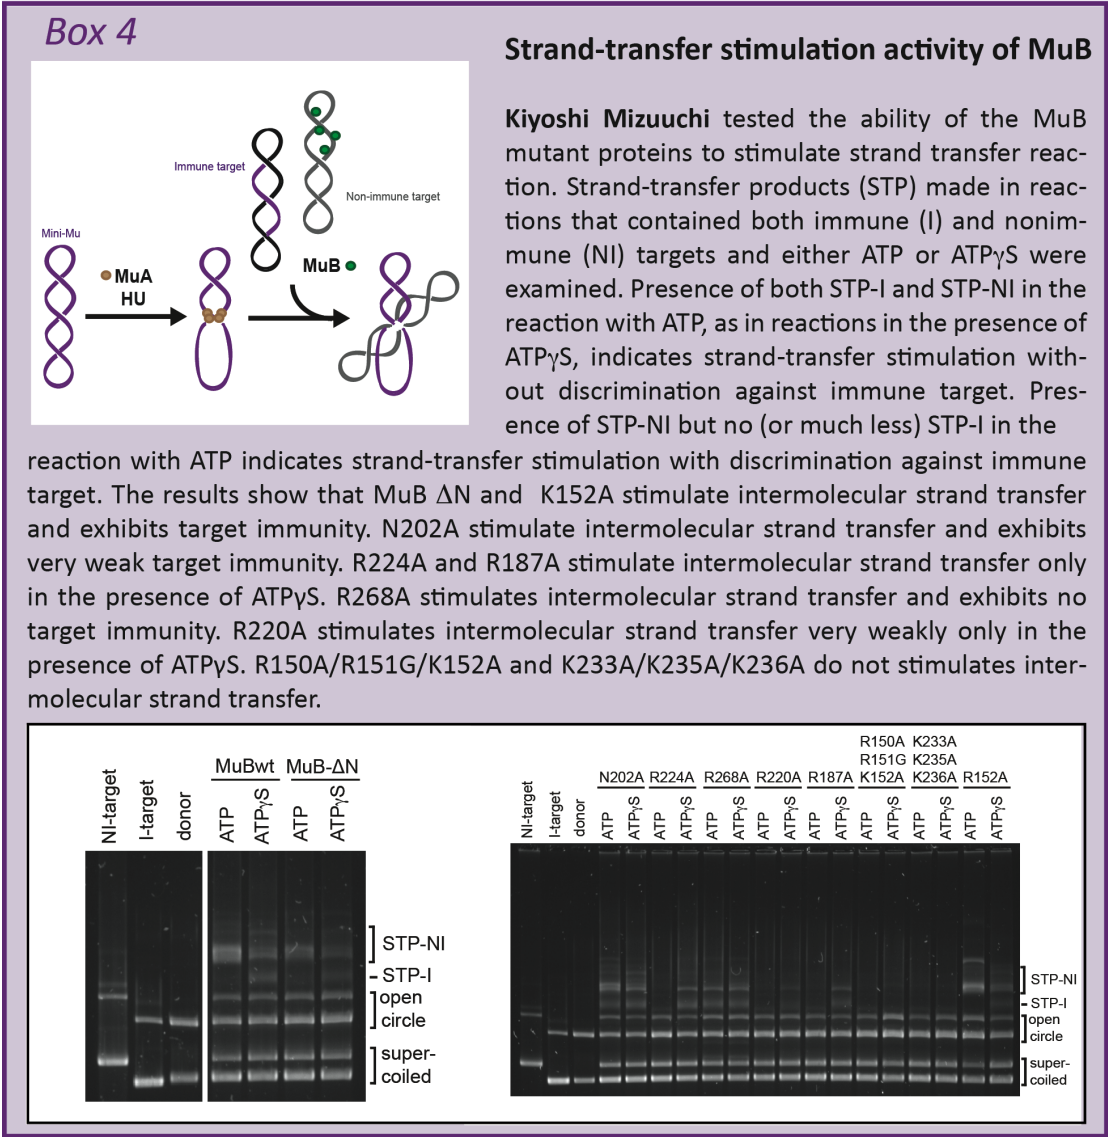 Box 4
Strand-transfer stimulation activity of MuB
Immune target
Non-immune target
Mini-Mu
MuA
HU
MuB
Kiyoshi Mizuuchi tested the ability of the MuB
mutant proteins to stimulate strand transfer reac-
tion. Strand-transfer products (STP) made in reac-
tions that contained both immune (I) and nonim-
mune (NI) targets and either ATP or ATPγS were
examined. Presence of both STP-I and STP-NI in the
reaction with ATP, as in reactions in the presence of
ATPγS, indicates strand-transfer stimulation with-
out discrimination against immune target. Pres-
ence of STP-NI but no (or much less) STP-I in the
reaction with ATP indicates strand-transfer stimulation with discrimination against immune
target. The results show that MuB ΔN and K152A stimulate intermolecular strand transfer
and exhibits target immunity. N202A stimulate intermolecular strand transfer and exhibits
very weak target immunity. R224A and R187A stimulate intermolecular strand transfer only
in the presence of ATPγS. R268A stimulates intermolecular strand transfer and exhibits no
target immunity. R220A stimulates intermolecular strand transfer very weakly only in the
presence of ATPγS. R150A/R151G/K152A and K233A/K235A/K236A do not stimulates inter-
molecular strand transfer.
MuBwt MuB-ΔN
NI-target I-target donor ATP ATPγS ATP ATPγS
STP-NI
STP-I
open
circle
super-
coiled
R150A K233A
R151G K235A
N202A R224A R268A R220A R187A K152A K236A R152A
NI-target I-target donor ATP ATPγS ATP ATPγS ATP ATPγS ATP ATPγS ATP ATPγS ATP ATPγS ATP ATPγS ATP ATPγS
STP-NI
STP-I
open
circle
super-
coiled